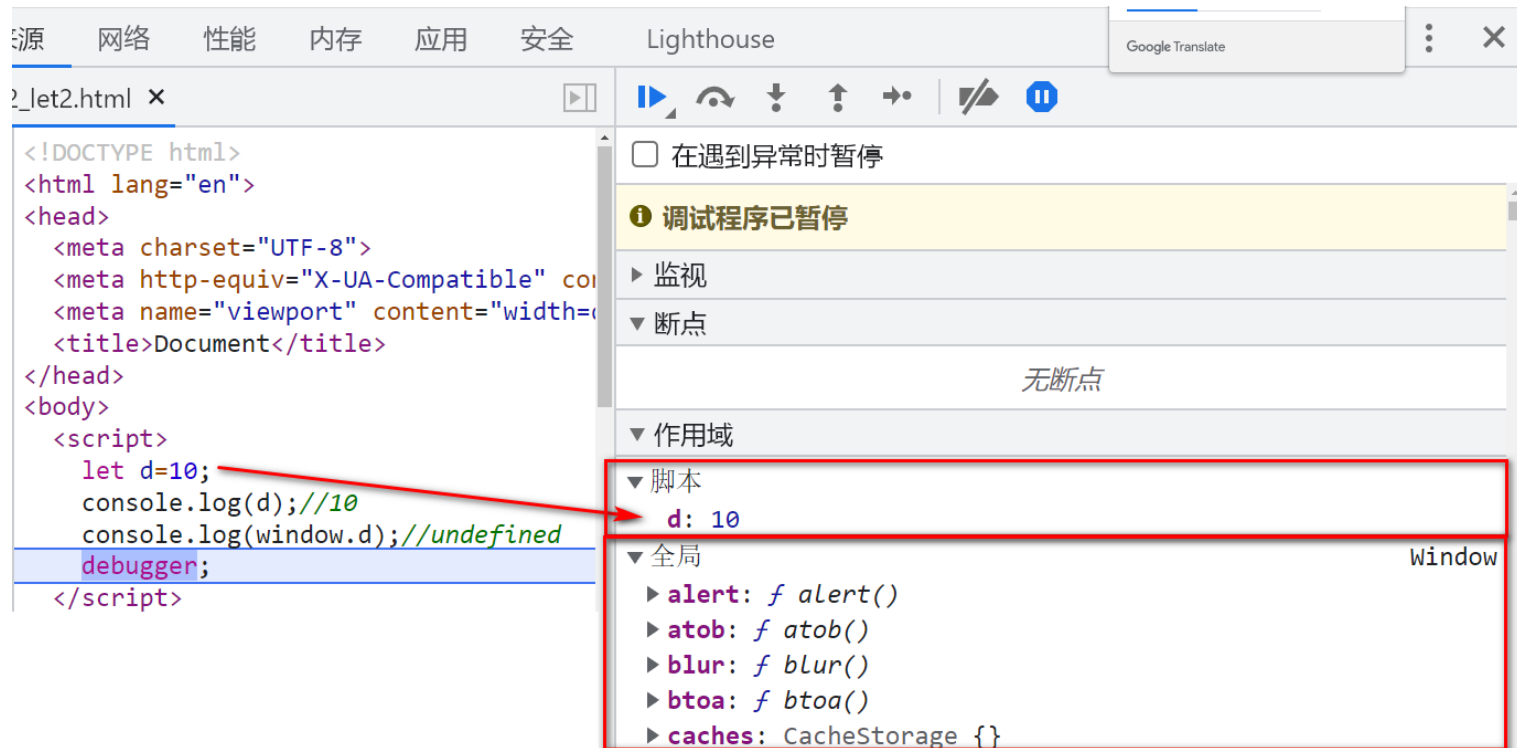 源 网络 性能 内存 应用 安全 Lighthouse
Google Translate
2_let2.html
<!DOCTYPE html>
<html lang="en">
<head>
<meta charset="UTF-8">
<meta http-equiv="X-UA-Compatible"
<meta name="viewport" content="width=
<title>Document</title>
</head>
<body>
<script>
let d=10;
console.log(d);//10
console.log(window.d);//undefined
debugger;
</script>
在遇到异常时暂停
调试程序已暂停
监视
断点
无断点
作用域
脚本
d: 10
全局 Window
alert: ƒ alert()
atob: ƒ atob()
blur: ƒ blur()
btoa: ƒ btoa()
caches: CacheStorage {}